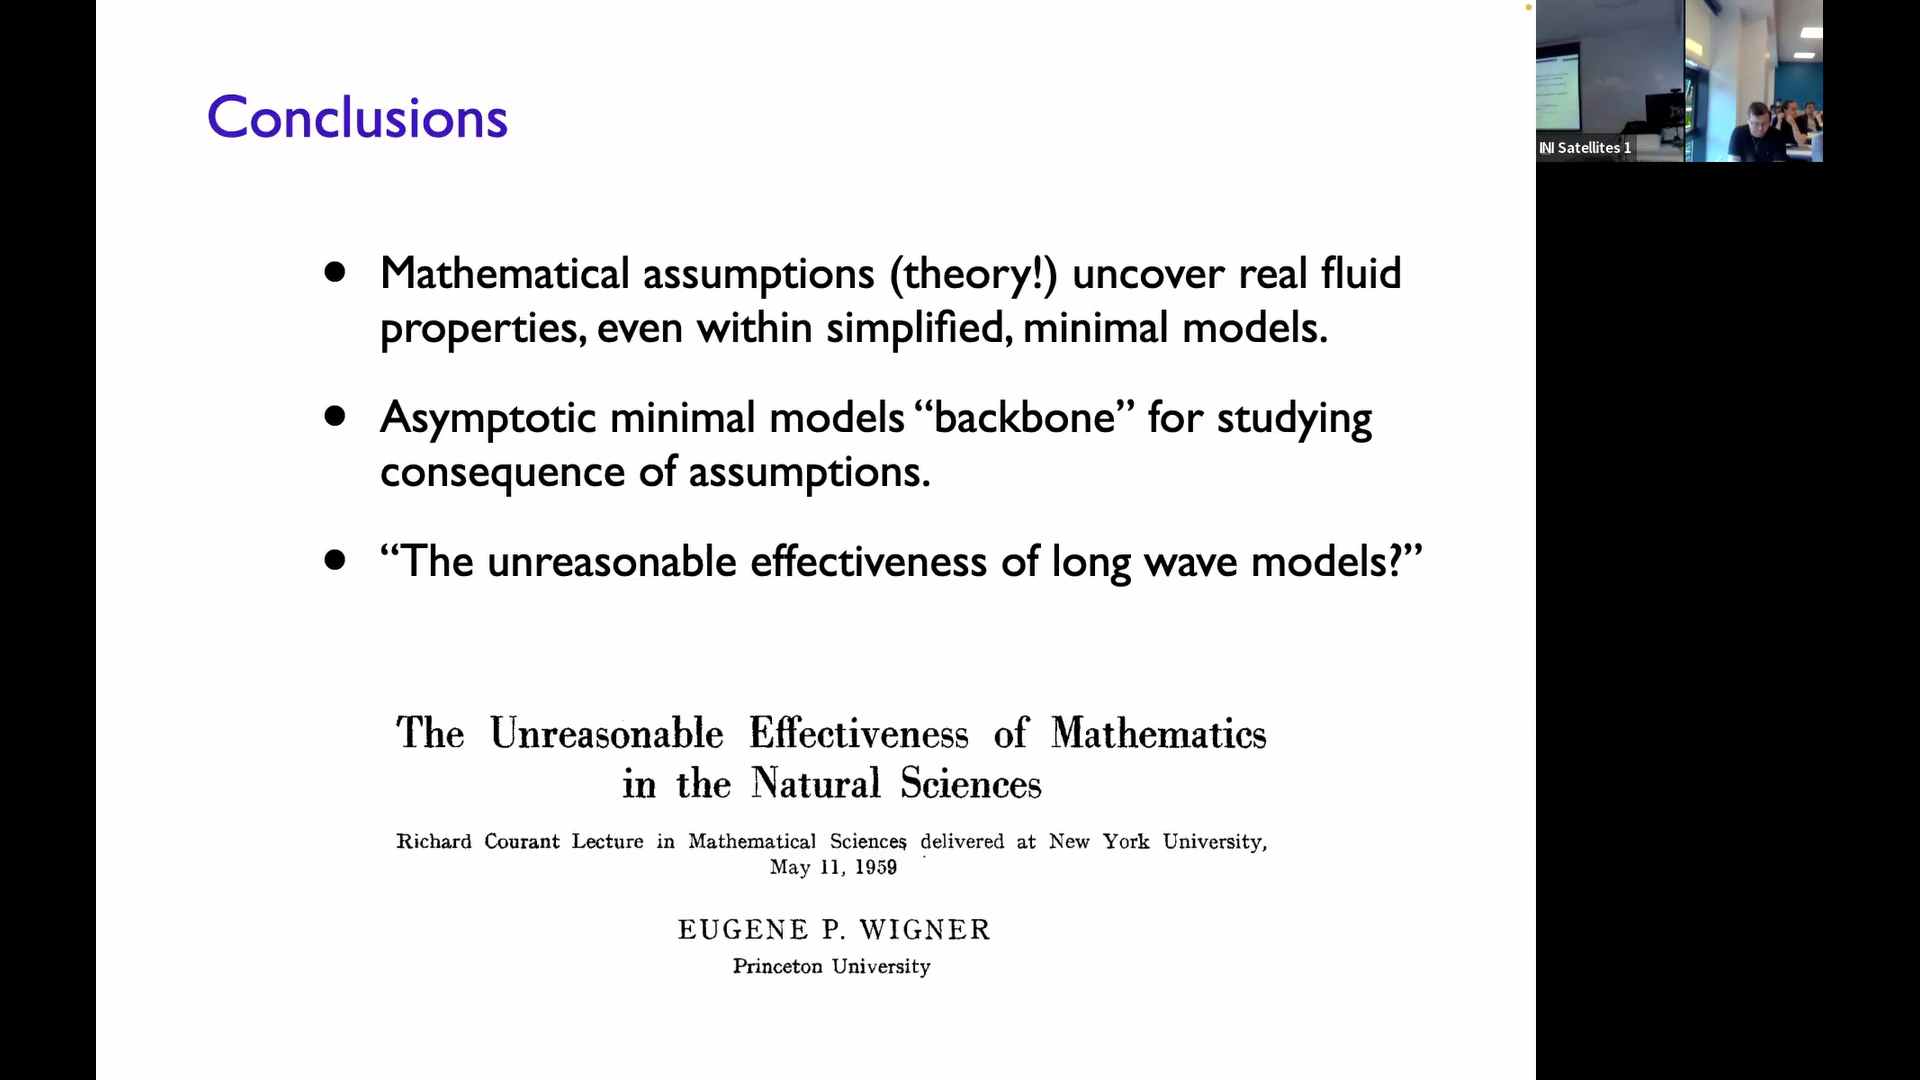 Conclusions
● Mathematical assumptions (theory!) uncover real fluid
properties, even within simplified, minimal models.
● Asymptotic minimal models “backbone” for studying
consequence of assumptions.
● “The unreasonable effectiveness of long wave models?”
The Unreasonable Effectiveness of Mathematics
in the Natural Sciences
Richard Courant Lecture in Mathematical Sciences delivered at New York University,
May 11, 1959
EUGENE P. WIGNER
Princeton University
INI Satellites 1